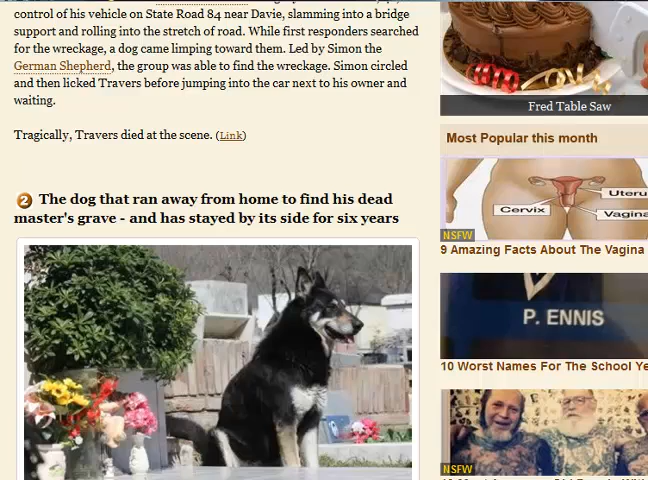 control of his vehicle on State Road 84 near Davie, slamming into a bridge
support and rolling into the stretch of road. While first responders searched
for the wreckage, a dog came limping toward them. Led by Simon the
German Shepherd, the group was able to find the wreckage. Simon circled
and then licked Travers before jumping into the car next to his owner and
waiting.
Tragically, Travers died at the scene. (Link)
2 The dog that ran away from home to find his dead
master's grave - and has stayed by its side for six years
Fred Table Saw
Most Popular this month
Uteru
Cervix
Vagina
NSFW
9 Amazing Facts About The Vagina
P. ENNIS
10 Worst Names For The School Ye
NSFW